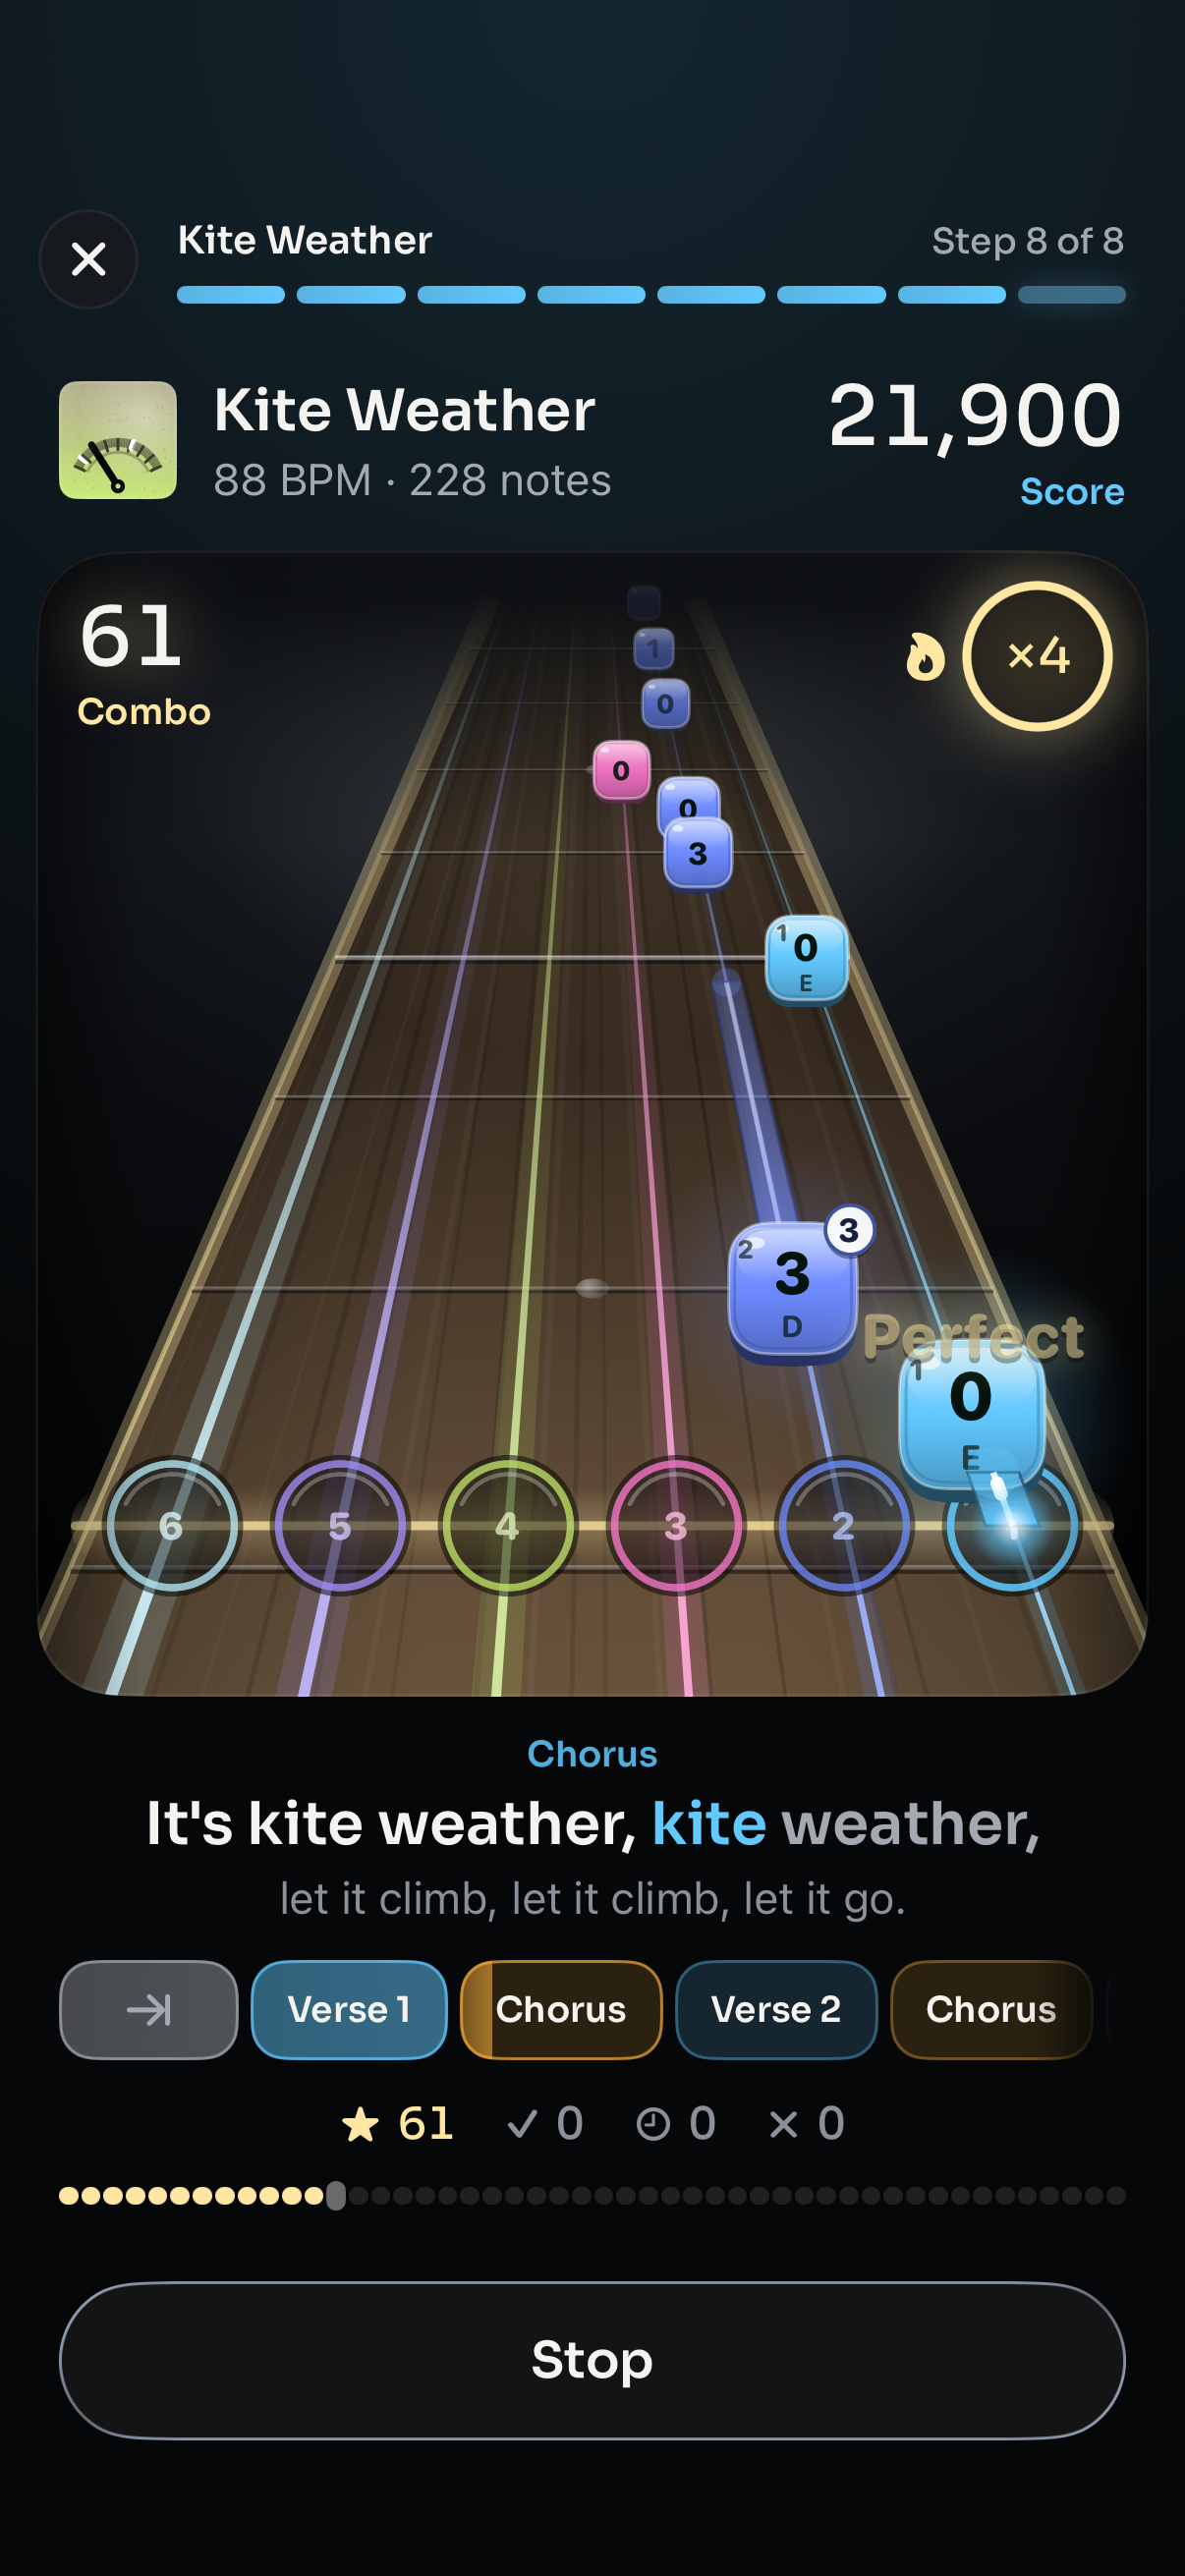 Kite Weather
Step 8 of 8
Kite Weather
88 BPM · 228 notes
21,900
Score
61
Combo
×4
1
0
0
0
3
1 0
E
3
2 3
D
Perfect
1 0
E
6 5 4 3 2
Chorus
It's kite weather, kite weather,
let it climb, let it climb, let it go.
Verse 1 Chorus Verse 2 Chorus
61 0 0 0
Stop